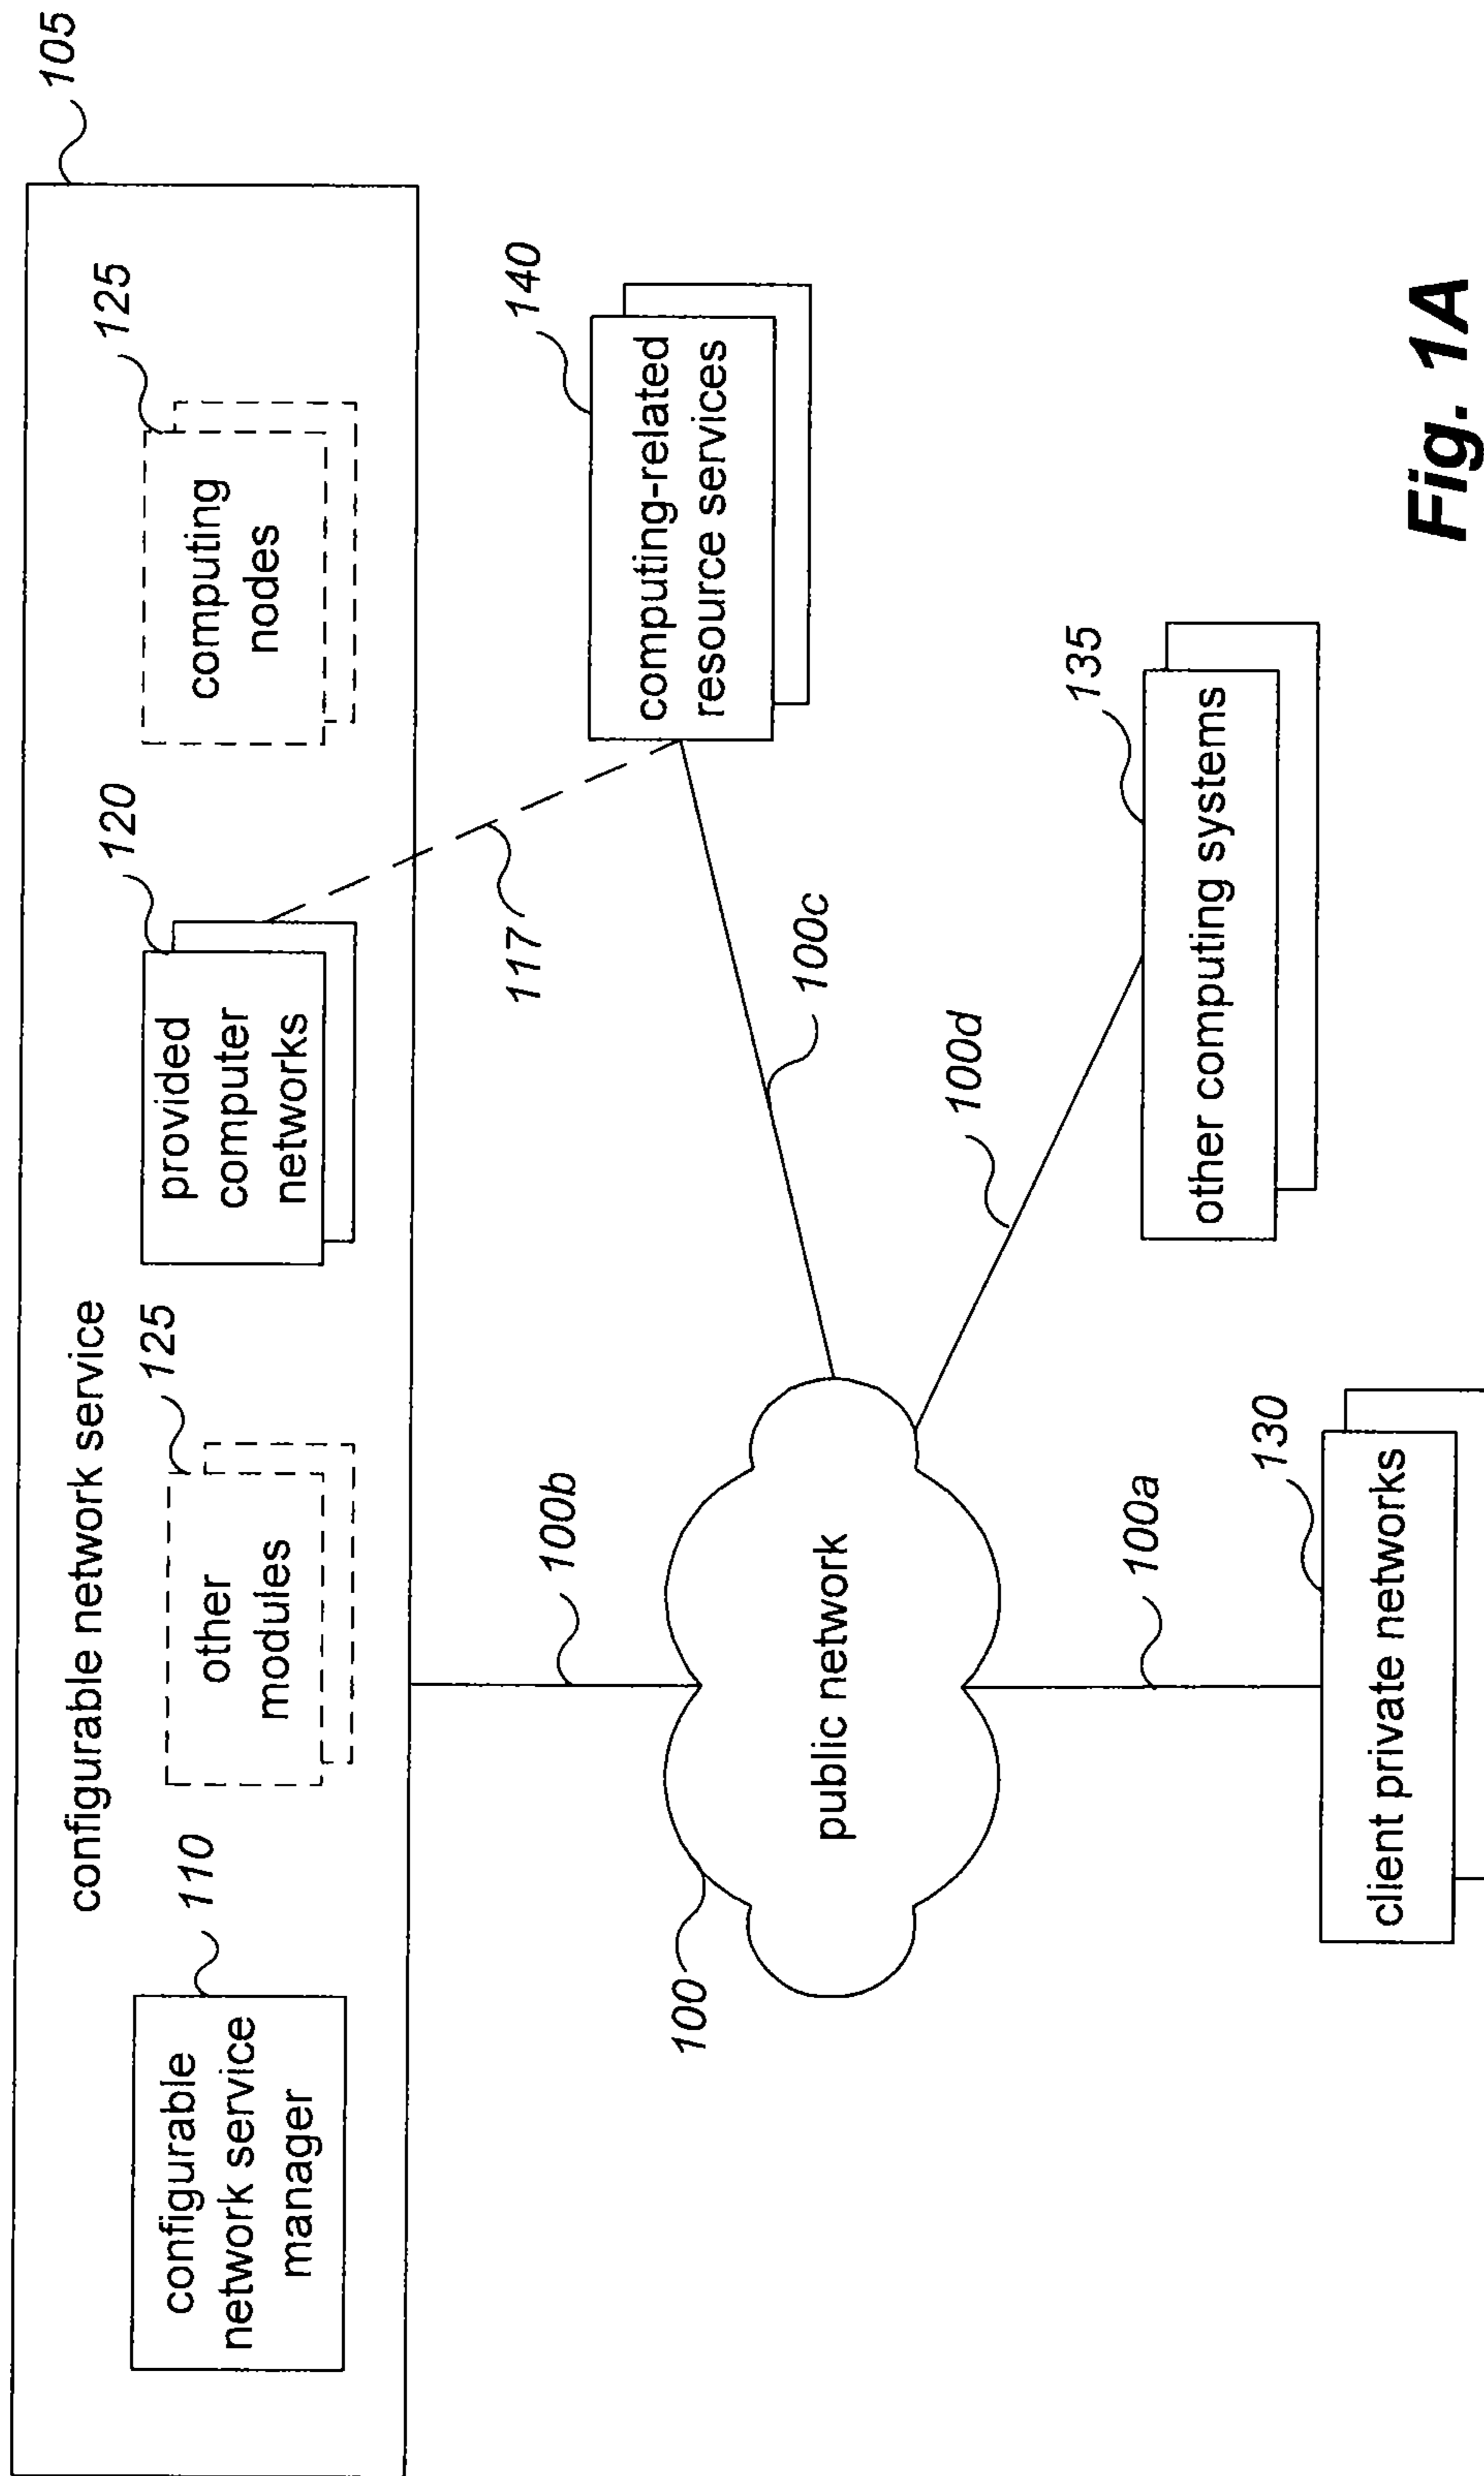 105
configurable network service
110
125
120
125
configurable
network service
manager
other
modules
provided
computer
networks
computing
nodes
117
140
computing-related
resource services
100b
100c
100
public network
100d
135
other computing systems
100a
130
client private networks
Fig. 1A